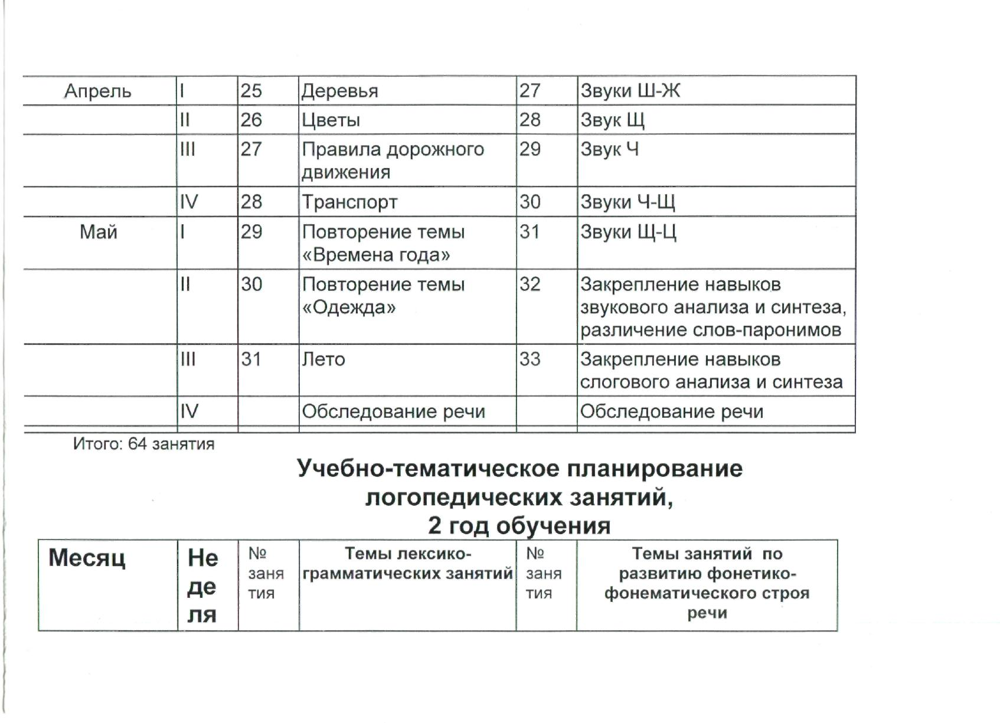 Апрель I 25 Деревья 27 Звуки Ш-Ж
II 26 Цветы 28 Звук Щ
III 27 Правила дорожного 29 Звук Ч
движения
IV 28 Транспорт 30 Звуки Ч-Щ
Май I 29 Повторение темы 31 Звуки Щ-Ц
«Времена года»
II 30 Повторение темы 32 Закрепление навыков
«Одежда» звукового анализа и синтеза,
различение слов-паронимов
III 31 Лето 33 Закрепление навыков
слогового анализа и синтеза
IV Обследование речи Обследование речи
Итого: 64 занятия
Учебно-тематическое планирование
логопедических занятий,
2 год обучения
Месяц
Не
де
ля
№
заня
тия
Темы лексико-
грамматических занятий
№
заня
тия
Темы занятий по
развитию фонетико-
фонематического строя
речи